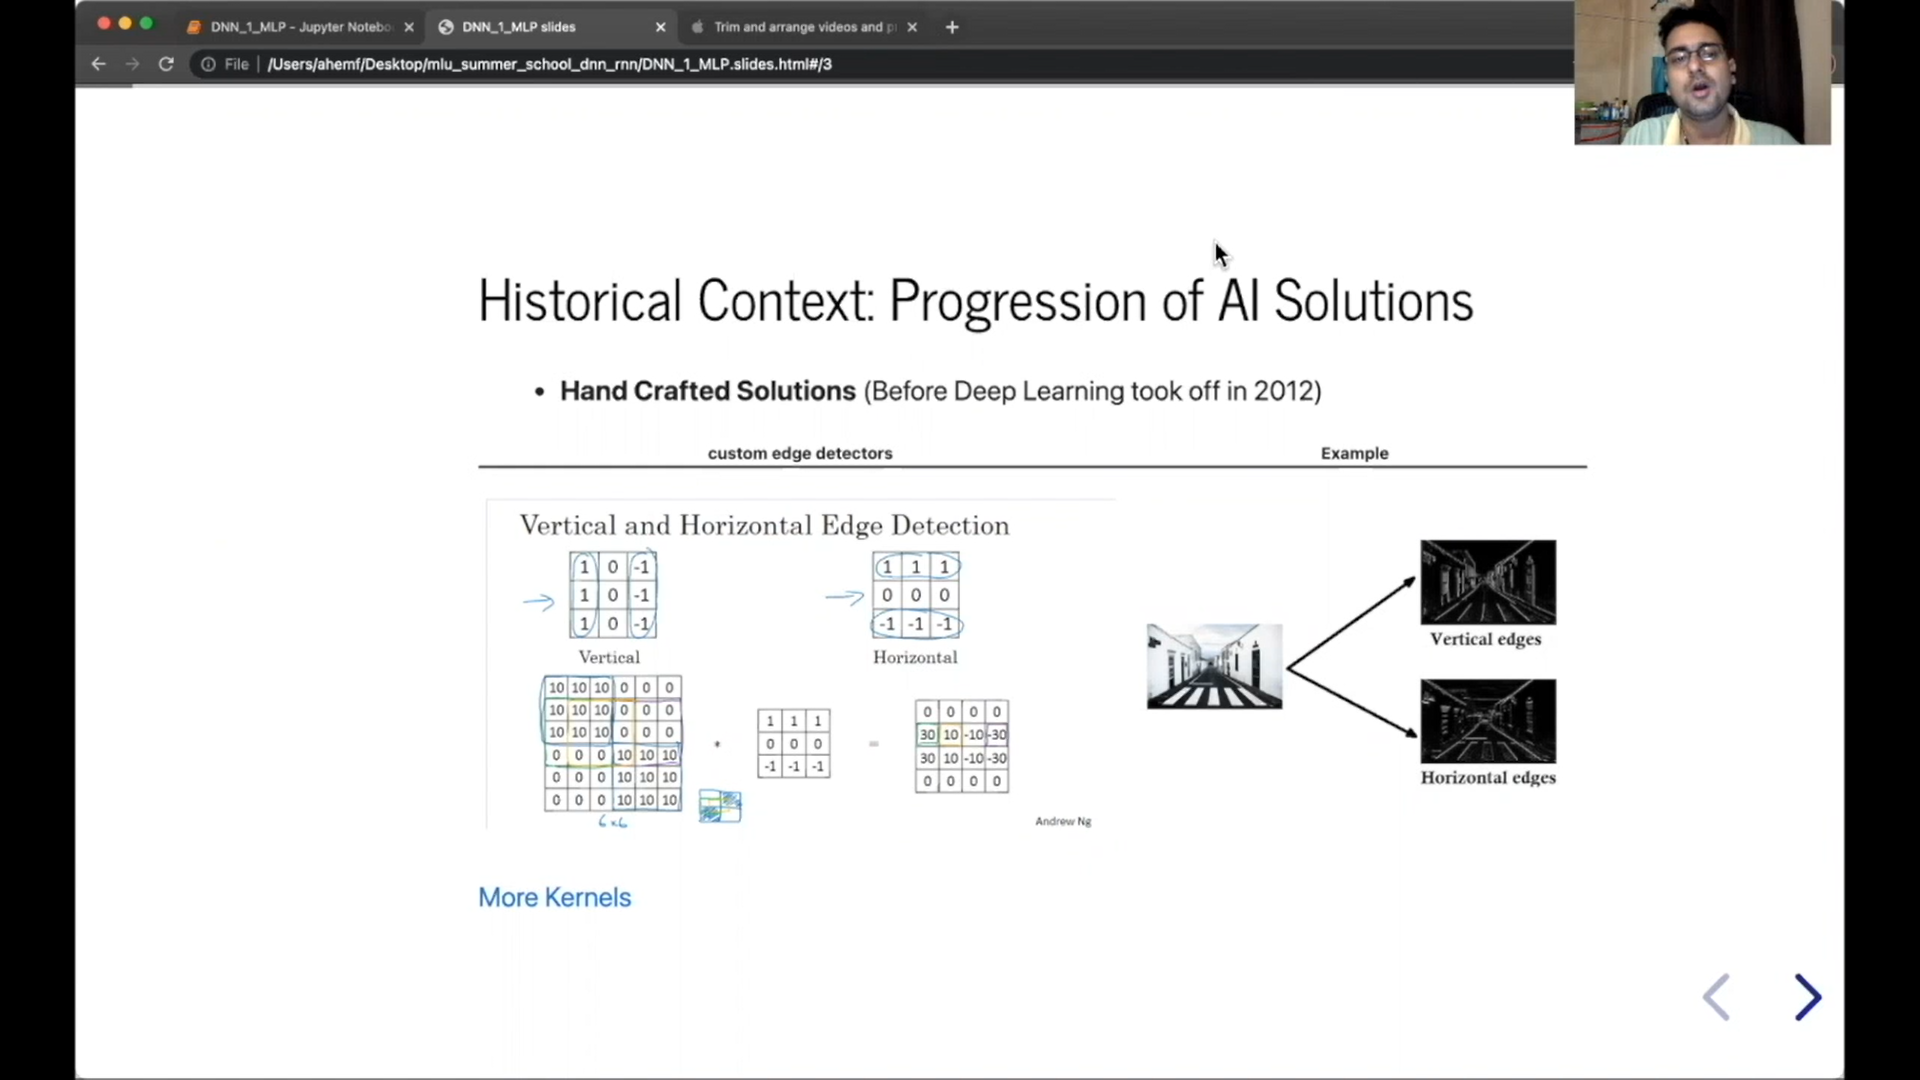 DNN_1_MLP - Jupyter Notebo
DNN_1_MLP slides
Trim and arrange videos and p
File
/Users/ahemf/Desktop/mlu_summer_school_dnn_rnn/DNN_1_MLP.slides.html#/3
Historical Context: Progression of AI Solutions
• Hand Crafted Solutions (Before Deep Learning took off in 2012)
custom edge detectors
Example
Vertical and Horizontal Edge Detection
1 0 -1
1 0 -1
1 0 -1
Vertical
1 1 1
0 0 0
-1 -1 -1
Horizontal
10 10 10 0 0 0
10 10 10 0 0 0
10 10 10 0 0 0
0 0 0 10 10 10
0 0 0 10 10 10
0 0 0 10 10 10
6x6
*
1 1 1
0 0 0
-1 -1 -1
=
0 0 0 0
30 10 -10 -30
30 10 -10 -30
0 0 0 0
Andrew Ng
Vertical edges
Horizontal edges
More Kernels